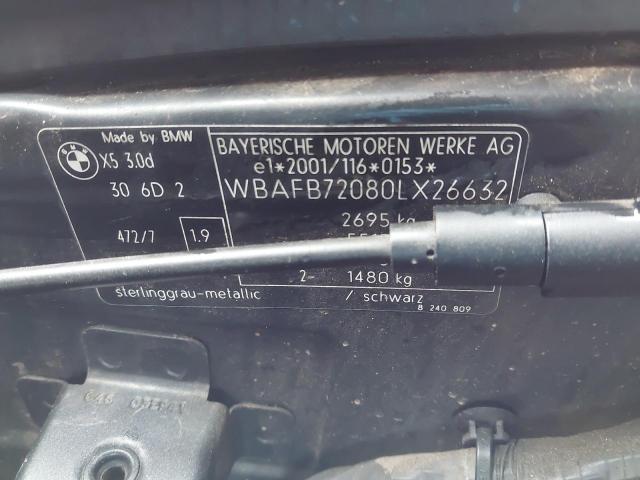 Made by BMW
X5 3.0d
30 6D 2
472/7 1.9
sterlinggrau-metallic / schwarz
BAYERISCHE MOTOREN WERKE AG
e1*2001/116*0153*
WBAFB72080LX26632
2695 kg
2- 1480 kg
8 240 809